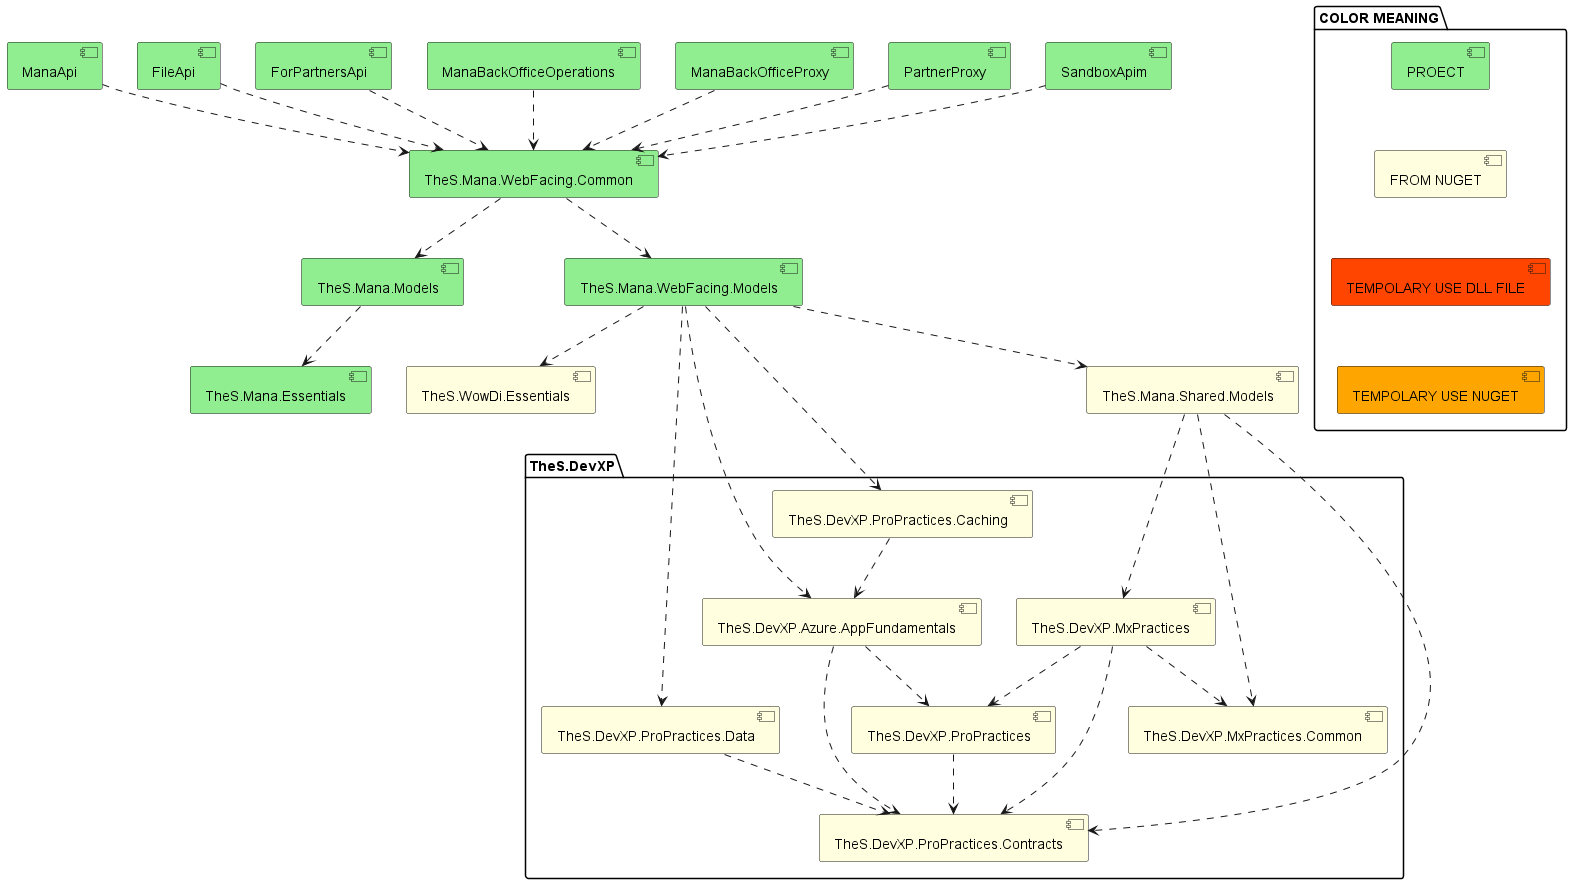 COLOR MEANING
ManaApi
FileApi
ForPartnersApi
ManaBackOfficeOperations
ManaBackOfficeProxy
PartnerProxy
SandboxApim
PROECT
TheS.Mana.WebFacing.Common
FROM NUGET
TheS.Mana.Models
TheS.Mana.WebFacing.Models
TEMPOLARY USE DLL FILE
TheS.Mana.Essentials
TheS.WowDi.Essentials
TheS.Mana.Shared.Models
TEMPOLARY USE NUGET
TheS.DevXP
TheS.DevXP.ProPractices.Caching
TheS.DevXP.Azure.AppFundamentals
TheS.DevXP.MxPractices
TheS.DevXP.ProPractices.Data
TheS.DevXP.ProPractices
TheS.DevXP.MxPractices.Common
TheS.DevXP.ProPractices.Contracts